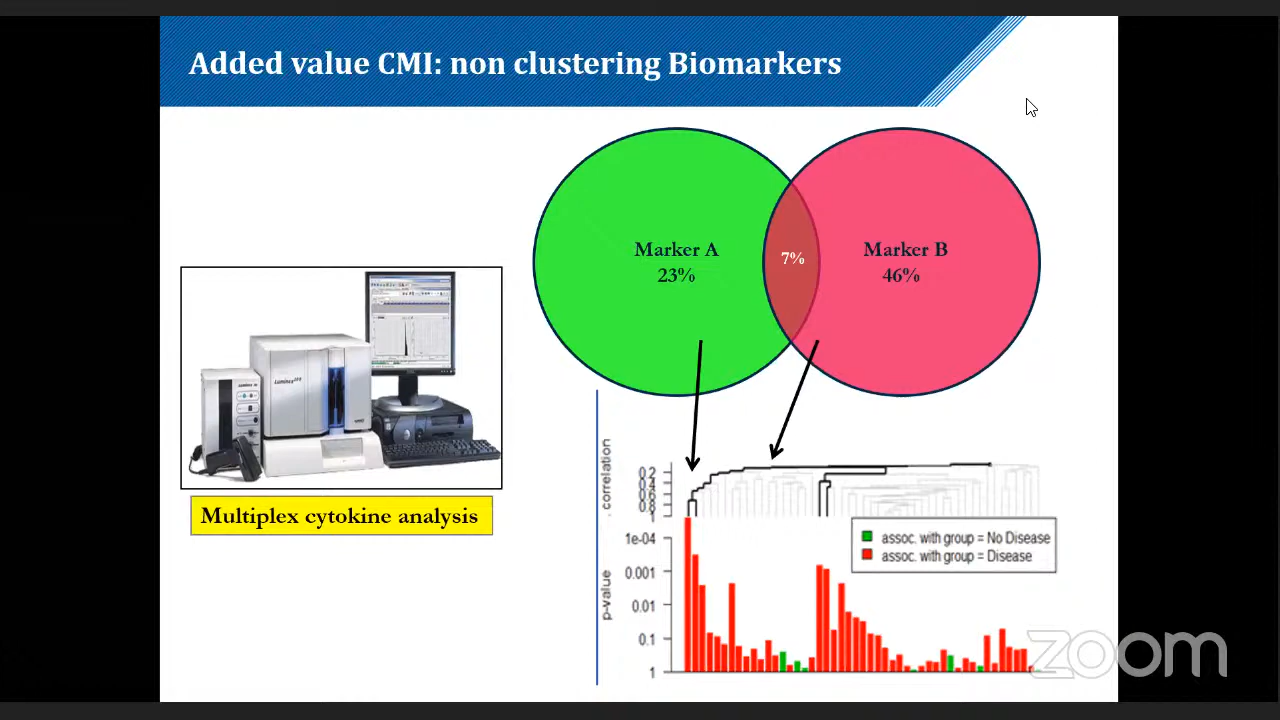 Added value CMI: non clustering Biomarkers
Marker A
23%
7%
Marker B
46%
Multiplex cytokine analysis
correlation
0.2
0.4
0.6
0.8
1
assoc. with group = No Disease
assoc. with group = Disease
p-value
1e-04
0.001
0.01
0.1
1
zoom